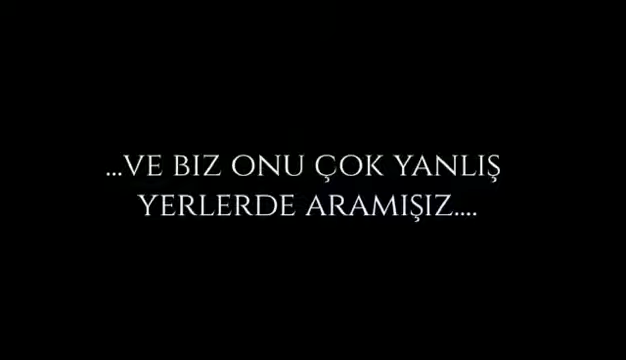 ...VE BIZ ONU ÇOK YANLIŞ
YERLERDE ARAMIŞIZ....